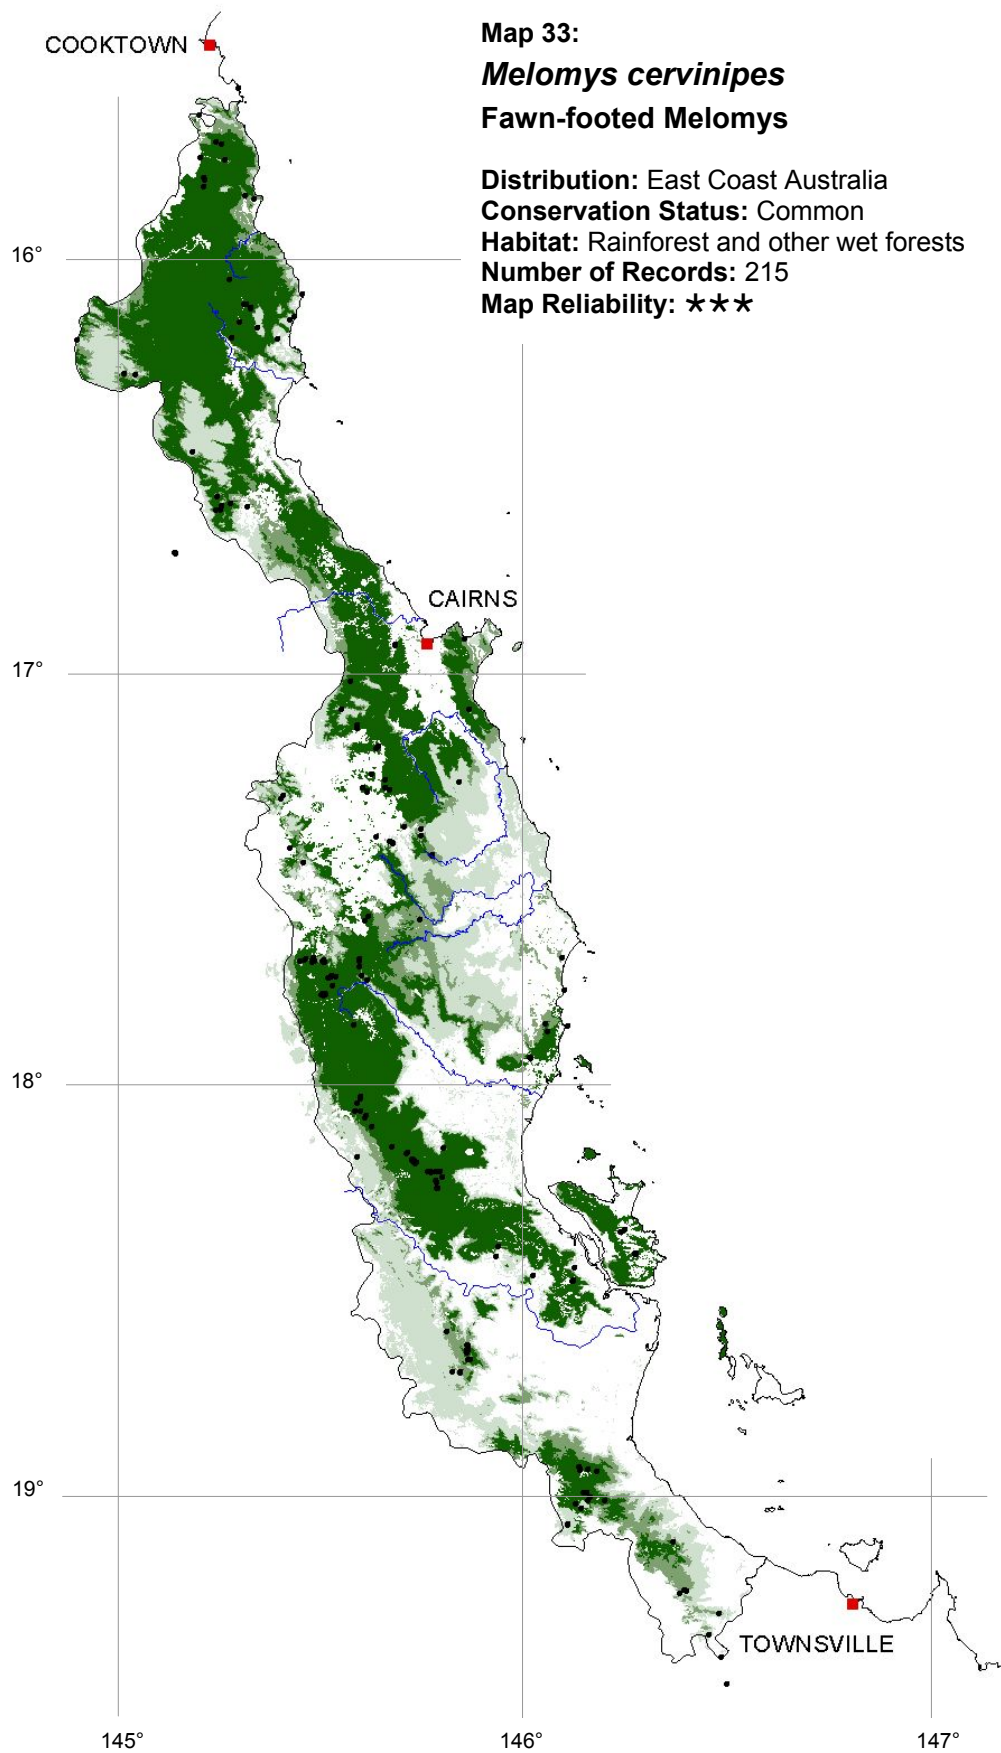 Map 33:
COOKTOWN
Melomys cervinipes
Fawn-footed Melomys
Distribution: East Coast Australia
Conservation Status: Common
Habitat: Rainforest and other wet forests
Number of Records: 215
Map Reliability: ***
16°
CAIRNS
17°
18°
19°
TOWNSVILLE
145°
146°
147°